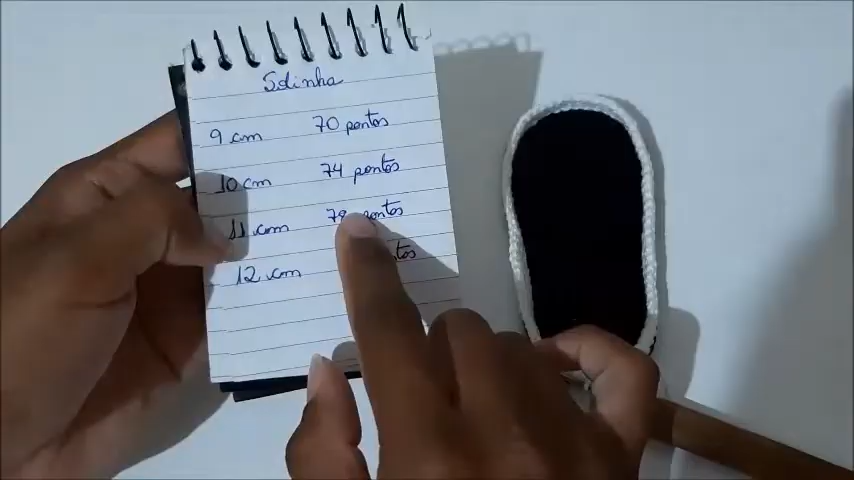 Solinha
9 cm 70 pontos
10 cm 74 pontos
11 cm pontos
12 cm